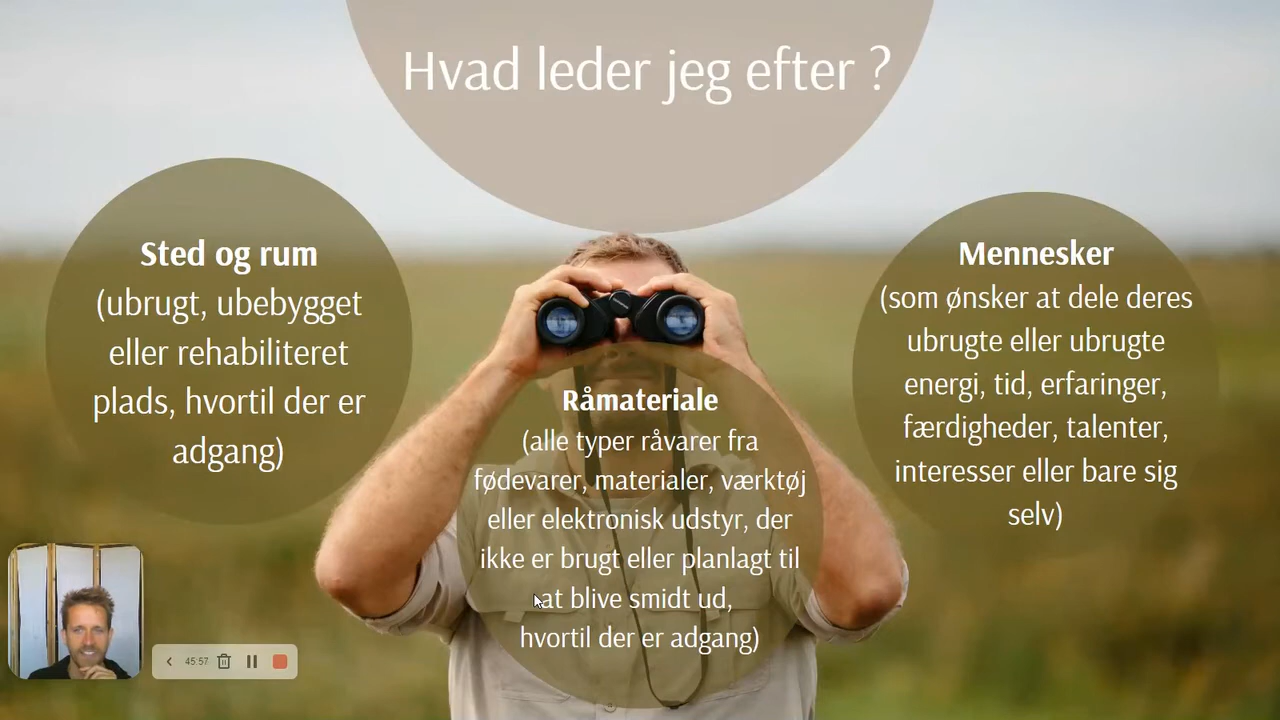 Hvad leder jeg efter ?
Sted og rum
(ubrugt, ubebygget
eller rehabiliteret
plads, hvortil der er
adgang)
Råmateriale
(alle typer råvarer fra
fødevarer, materialer, værktøj
eller elektronisk udstyr, der
ikke er brugt eller planlagt til
at blive smidt ud,
hvortil der er adgang)
Mennesker
(som ønsker at dele deres
ubrugte eller ubrugte
energi, tid, erfaringer,
færdigheder, talenter,
interesser eller bare sig
selv)
45:57